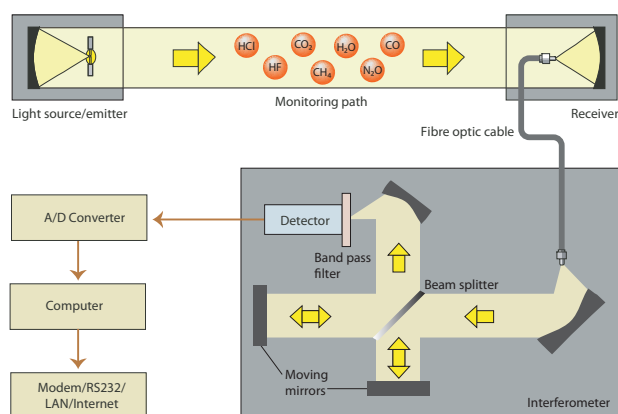 HCl
CO₂
H₂O
CO
HF
CH₄
N₂O
Light source/emitter
Monitoring path
Receiver
Fibre optic cable
A/D Converter
Detector
Band pass
filter
Beam splitter
Computer
Moving
mirrors
Modem/RS232/
LAN/Internet
Interferometer